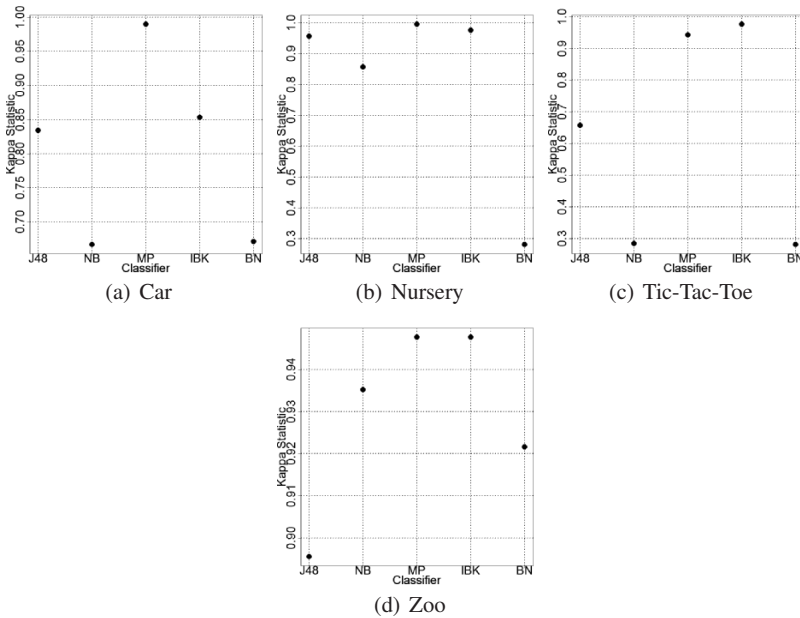 Kappa Statistic
1.00
0.95
0.90
0.85
0.80
0.75
0.70
J48 NB MP IBK BN
Classifier
(a) Car
Kappa Statistic
1.0
0.9
0.8
0.7
0.6
0.5
0.4
0.3
J48 NB MP IBK BN
Classifier
(b) Nursery
Kappa Statistic
1.0
0.9
0.8
0.7
0.6
0.5
0.4
0.3
J48 NB MP IBK BN
Classifier
(c) Tic-Tac-Toe
Kappa Statistic
0.94
0.93
0.92
0.91
0.90
J48 NB MP IBK BN
Classifier
(d) Zoo